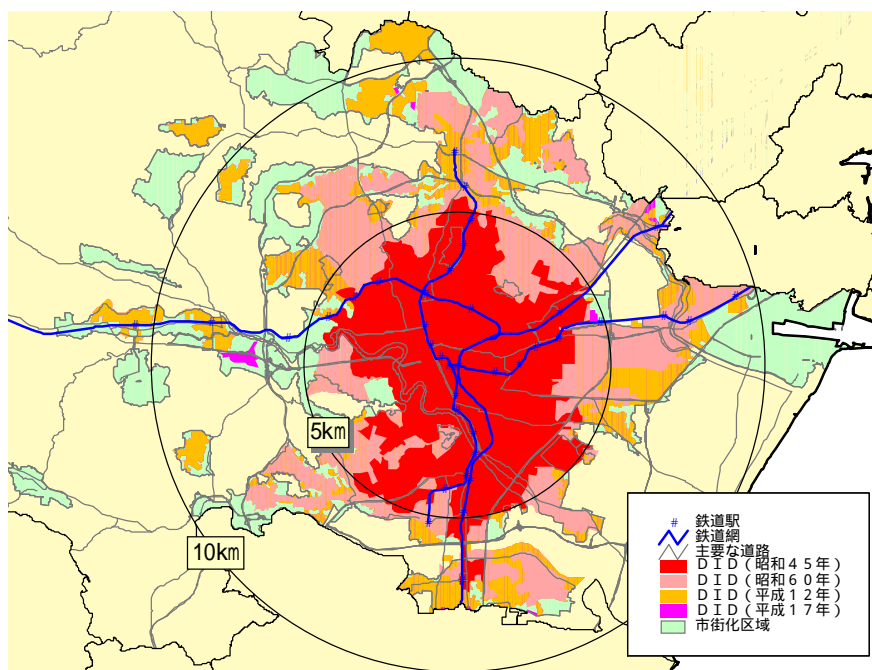 5km
10km
# 鉄道駅
鉄道網
主要な道路
ＤＩＤ（昭和４５年）
ＤＩＤ（昭和６０年）
ＤＩＤ（平成１２年）
ＤＩＤ（平成１７年）
市街化区域